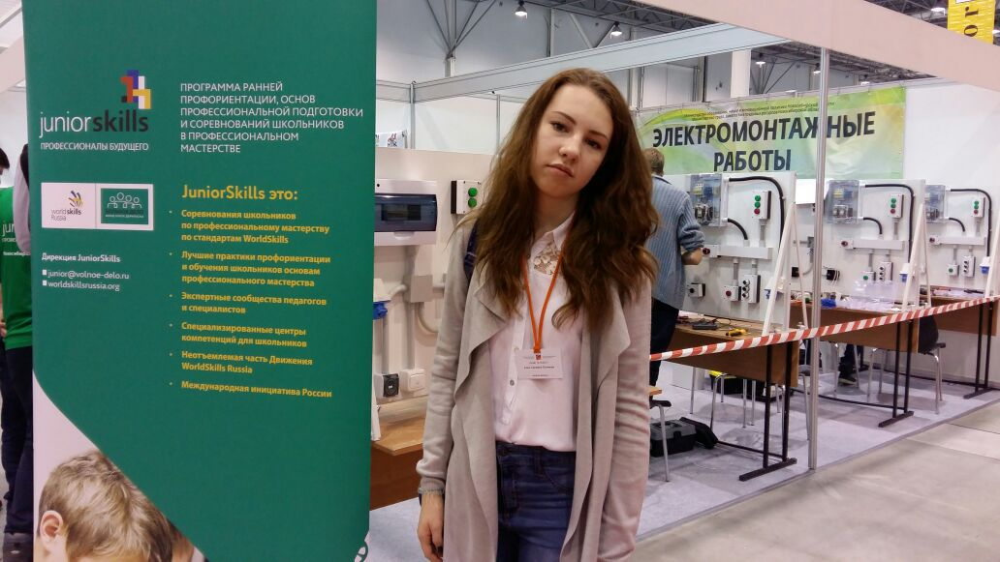 juniorskills
ПРОФЕССИОНАЛЫ БУДУЩЕГО
ПРОГРАММА РАННЕЙ
ПРОФОРИЕНТАЦИИ, ОСНОВ
ПРОФЕССИОНАЛЬНОЙ ПОДГОТОВКИ
И СОРЕВНОВАНИЙ ШКОЛЬНИКОВ
В ПРОФЕССИОНАЛЬНОМ
МАСТЕРСТВЕ
worldskills
Russia
Дирекция JuniorSkills
junior@volnoe-delo.ru
worldskillsrussia.org
JuniorSkills это:
• Соревнования школьников
по профессиональному мастерству
по стандартам WorldSkills
• Лучшие практики профориентации
и обучения школьников основам
профессионального мастерства
• Экспертные сообщества педагогов
и специалистов
• Специализированные центры
компетенций для школьников
• Неотъемлемая часть Движения
WorldSkills Russia
• Международная инициатива России
ЭЛЕКТРОМОНТАЖНЫЕ
РАБОТЫ